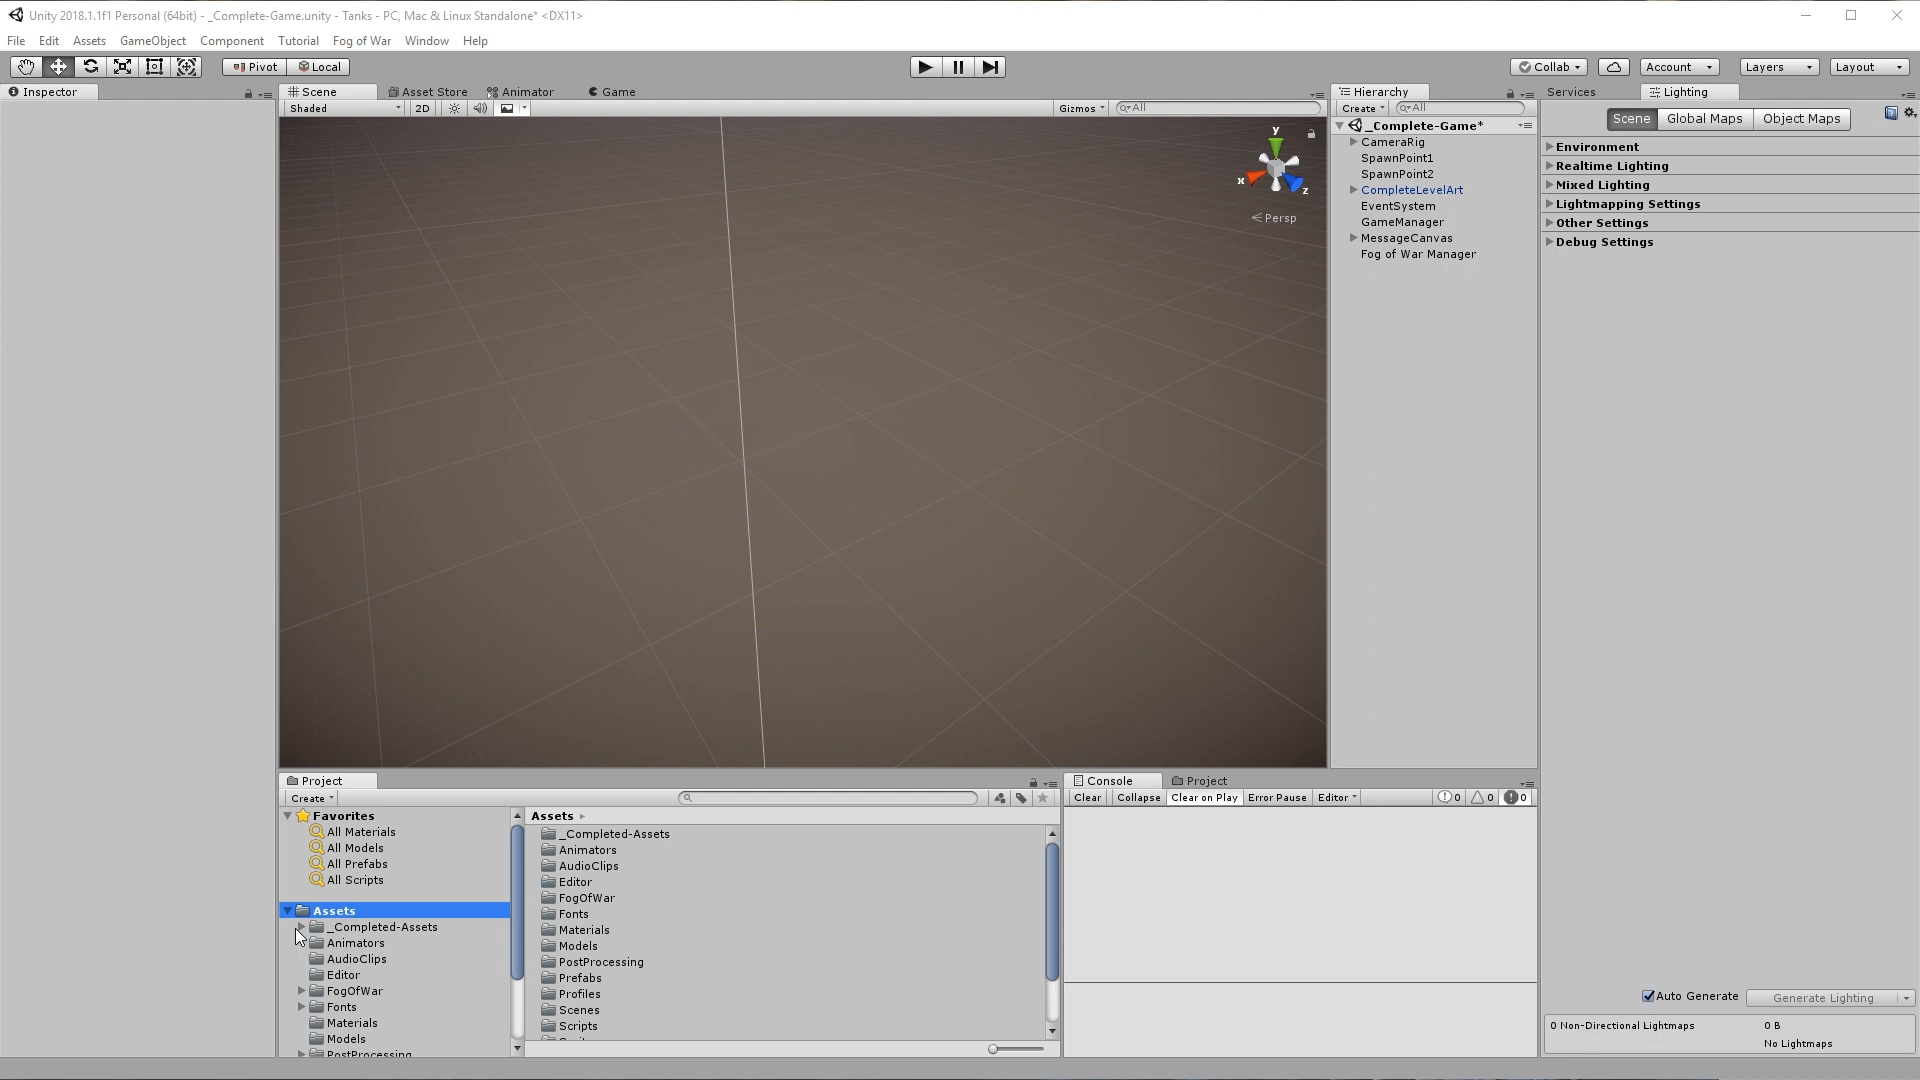 Unity 2018.1.1f1 Personal (64bit) - _Complete-Game.unity - Tanks - PC, Mac & Linux Standalone* <DX11>
File Edit Assets GameObject Component Tutorial Fog of War Window Help
Pivot Local Collab Account Layers Layout
Inspector
Scene Asset Store Animator Game
Shaded 2D Gizmos All
y
x
z
Persp
Hierarchy
Create All
_Complete-Game*
CameraRig
SpawnPoint1
SpawnPoint2
CompleteLevelArt
EventSystem
GameManager
MessageCanvas
Fog of War Manager
Services Lighting
Scene Global Maps Object Maps
Environment
Realtime Lighting
Mixed Lighting
Lightmapping Settings
Other Settings
Debug Settings
Auto Generate Generate Lighting
0 Non-Directional Lightmaps 0 B
No Lightmaps
Project
Create
Favorites
All Materials
All Models
All Prefabs
All Scripts
Assets
_Completed-Assets
Animators
AudioClips
Editor
FogOfWar
Fonts
Materials
Models
PostProcessing
Assets
_Completed-Assets
Animators
AudioClips
Editor
FogOfWar
Fonts
Materials
Models
PostProcessing
Prefabs
Profiles
Scenes
Scripts
Console Project
Clear Collapse Clear on Play Error Pause Editor 0 0 0